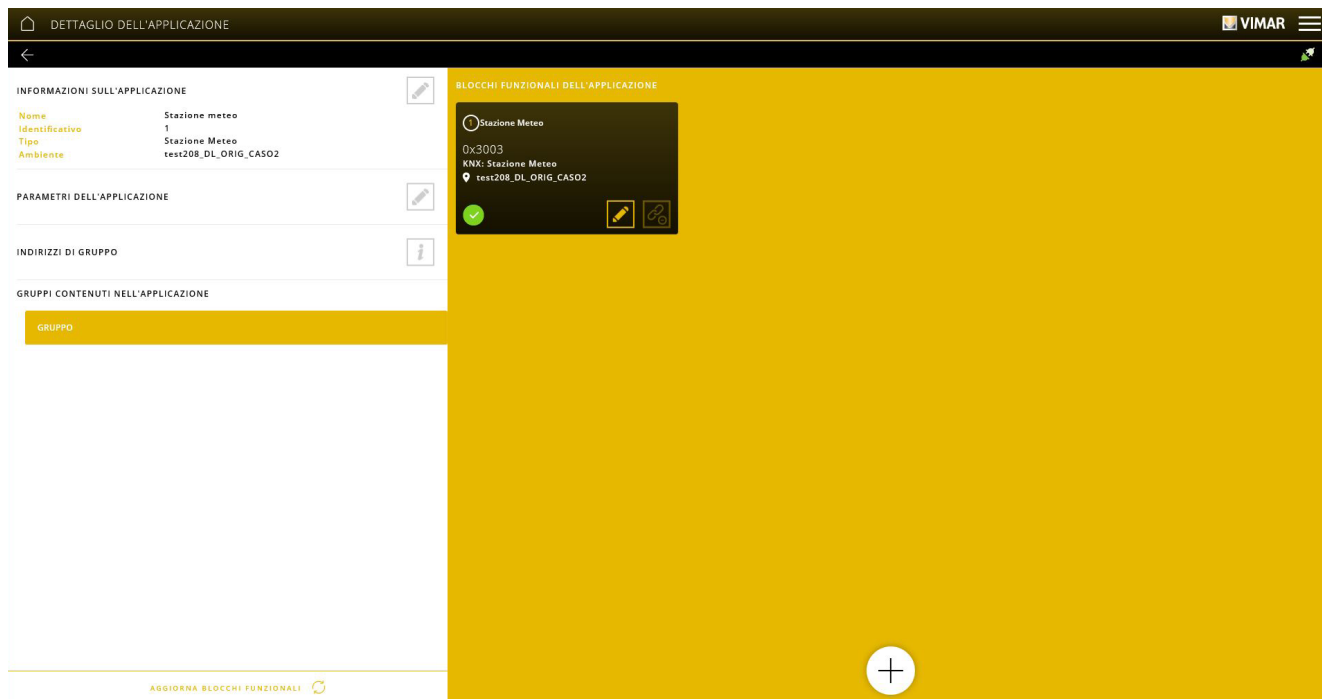 DETTAGLIO DELL'APPLICAZIONE
VIMAR
INFORMAZIONI SULL'APPLICAZIONE
Nome Stazione meteo
Identificativo 1
Tipo Stazione Meteo
Ambiente test208_DL_ORIG_CASO2
PARAMETRI DELL'APPLICAZIONE
INDIRIZZI DI GRUPPO
i
GRUPPI CONTENUTI NELL'APPLICAZIONE
GRUPPO
AGGIORNA BLOCCHI FUNZIONALI
BLOCCHI FUNZIONALI DELL'APPLICAZIONE
1 Stazione Meteo
0x3003
KNX: Stazione Meteo
test208_DL_ORIG_CASO2